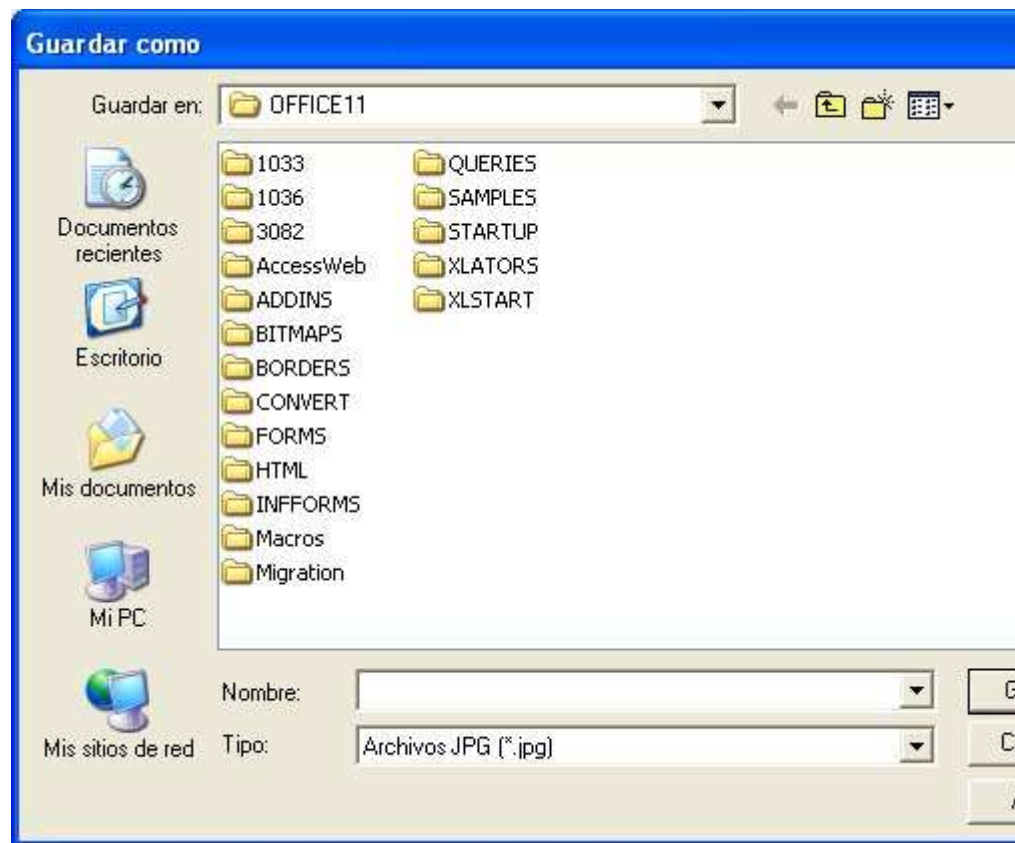 Guardar como
Guardar en:
OFFICE11
Documentos
recientes
Escritorio
Mis documentos
Mi PC
Mis sitios de red
1033
1036
3082
AccessWeb
ADDINS
BITMAPS
BORDERS
CONVERT
FORMS
HTML
INFFORMS
Macros
Migration
QUERIES
SAMPLES
STARTUP
XLATORS
XLSTART
Nombre:
Tipo:
Archivos JPG (*.jpg)